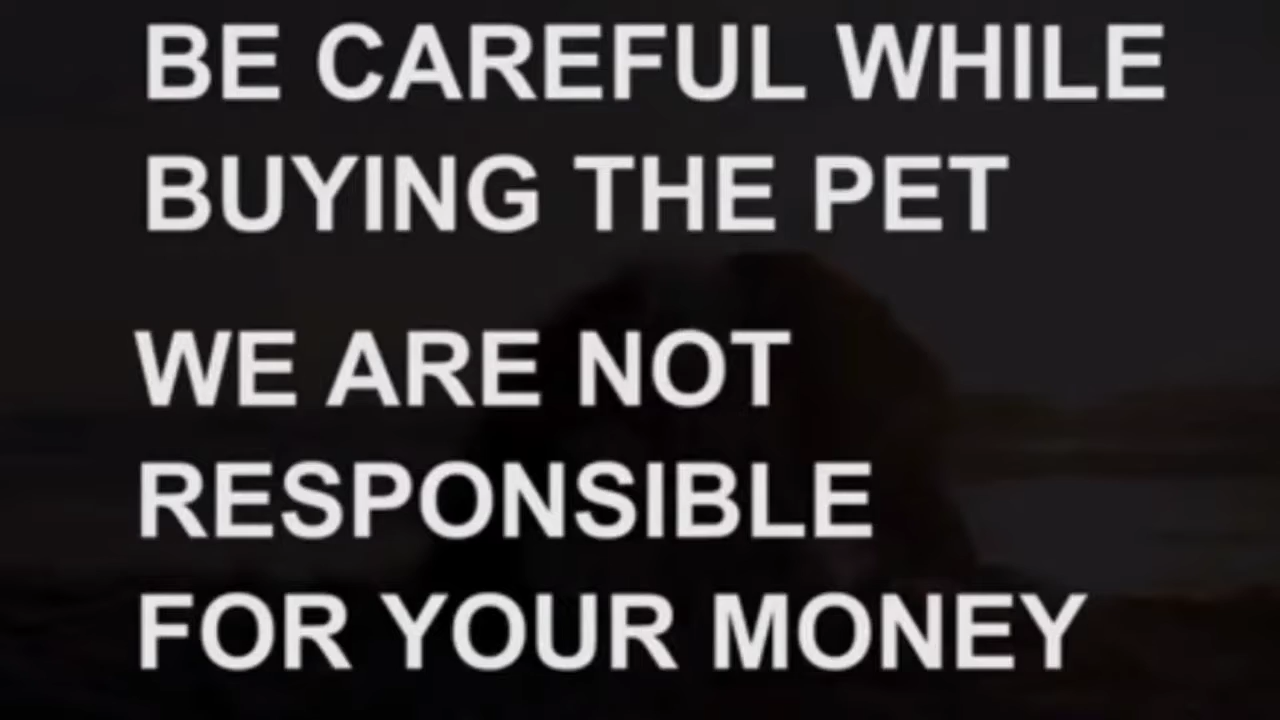 BE CAREFUL WHILE
BUYING THE PET
WE ARE NOT
RESPONSIBLE
FOR YOUR MONEY